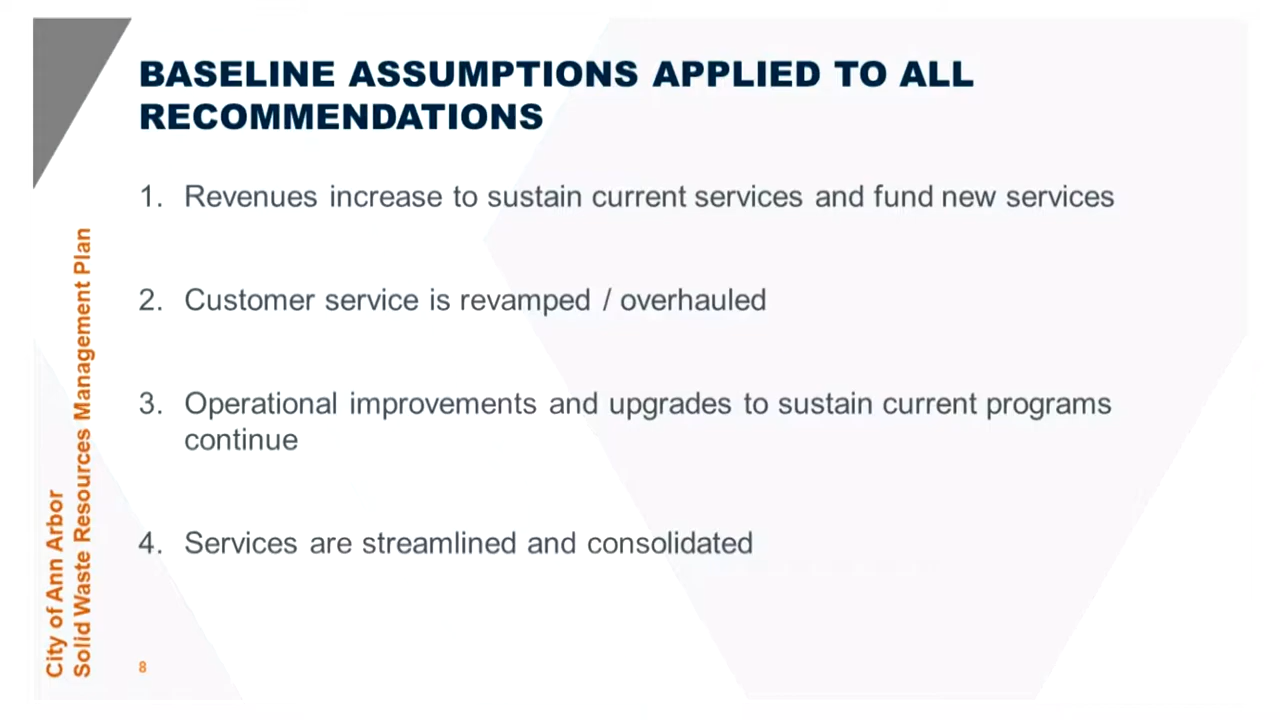 BASELINE ASSUMPTIONS APPLIED TO ALL
RECOMMENDATIONS
1. Revenues increase to sustain current services and fund new services
2. Customer service is revamped / overhauled
3. Operational improvements and upgrades to sustain current programs
continue
4. Services are streamlined and consolidated
City of Ann Arbor
Solid Waste Resources Management Plan
8